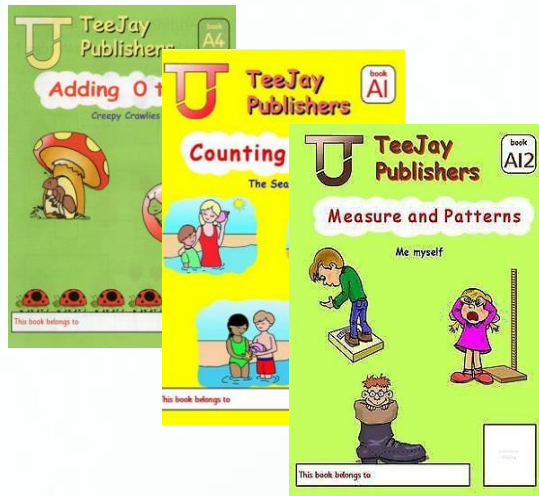 TeeJay
Publishers
book
A4
Adding 0 t
Creepy Crawlies
This book belongs to
TeeJay
Publishers
book
A1
Counting
The Sea
his book belongs to
TeeJay
Publishers
book
A12
Measure and Patterns
Me myself
This book belongs to